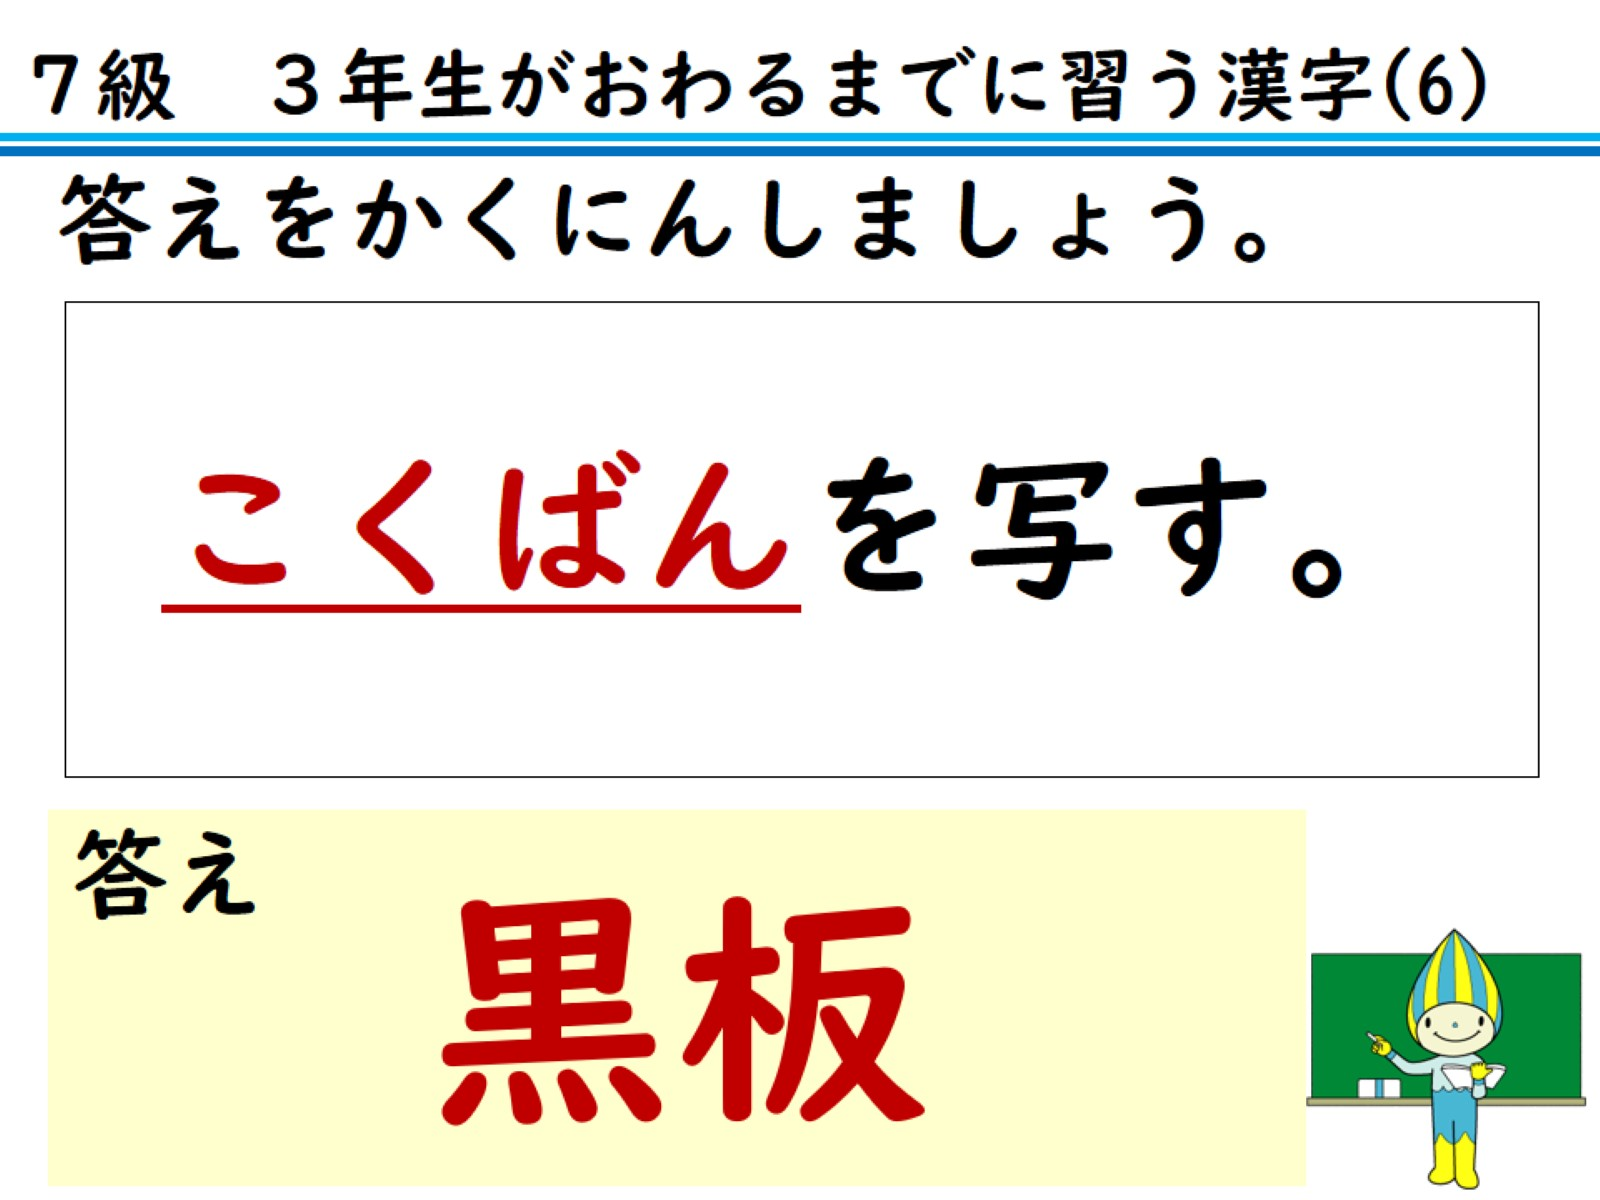 ７級　３年生がおわるまでに習う漢字(6)
答えをかくにんしましょう。
こくばんを写す。
答え
黒板